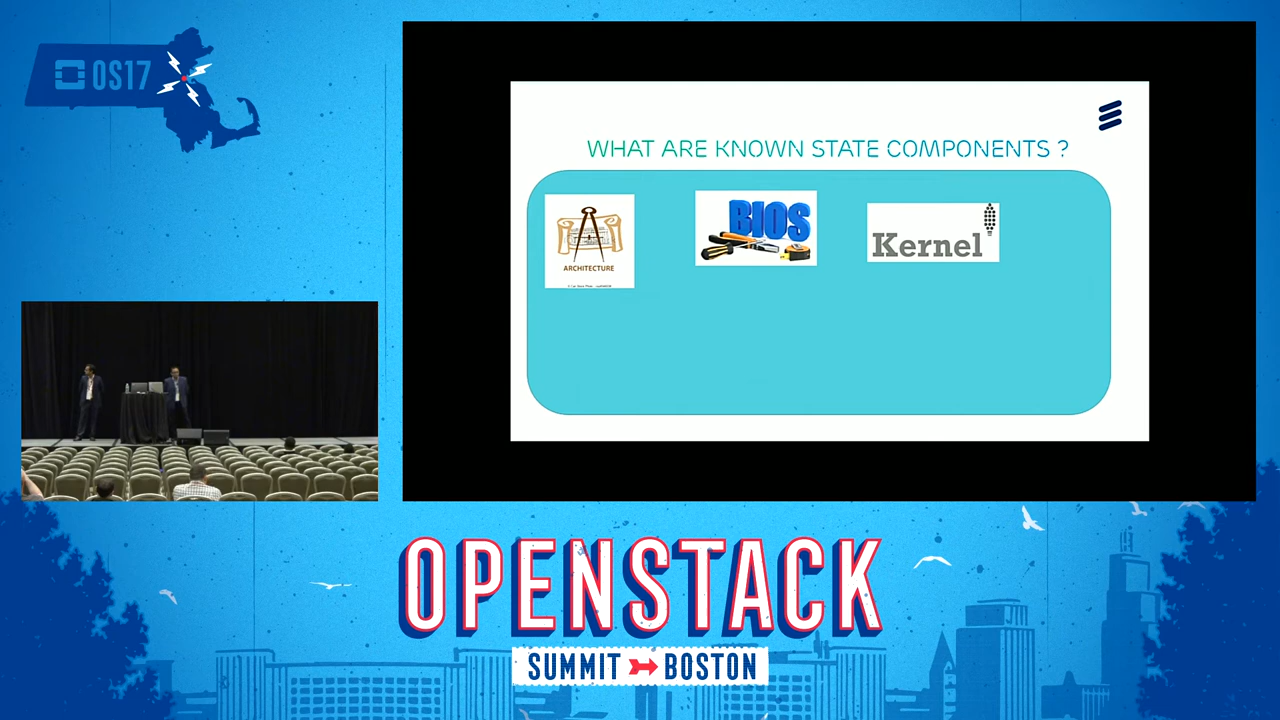 OS17
WHAT ARE KNOWN STATE COMPONENTS ?
ARCHITECTURE
BIOS
Kernel
OPENSTACK
SUMMIT BOSTON